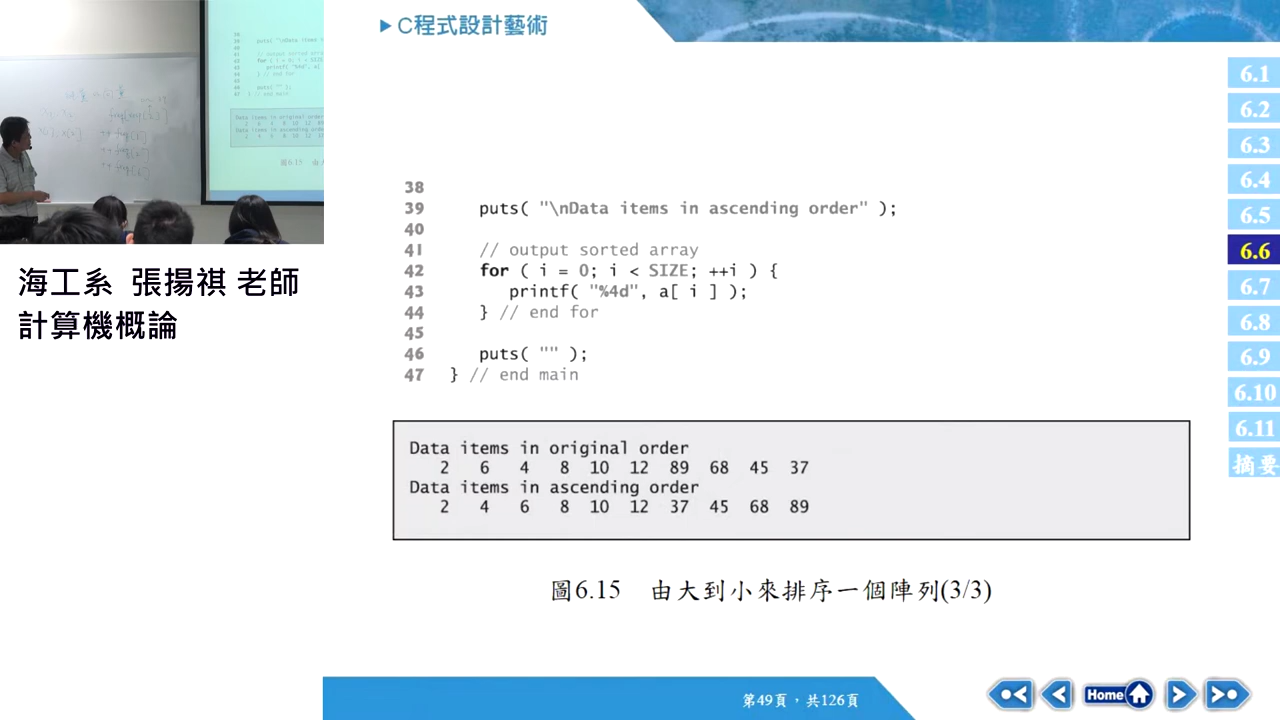 C程式設計藝術
海工系 張揚祺 老師
計算機概論
38
39 puts( "\nData items in ascending order" );
40
41 // output sorted array
42 for ( i = 0; i < SIZE; ++i ) {
43 printf( "%4d", a[ i ] );
44 } // end for
45
46 puts( "" );
47 } // end main
Data items in original order
2 6 4 8 10 12 89 68 45 37
Data items in ascending order
2 4 6 8 10 12 37 45 68 89
圖6.15 由大到小來排序一個陣列(3/3)
6.1
6.2
6.3
6.4
6.5
6.6
6.7
6.8
6.9
6.10
6.11
摘要
第49頁，共126頁
Home